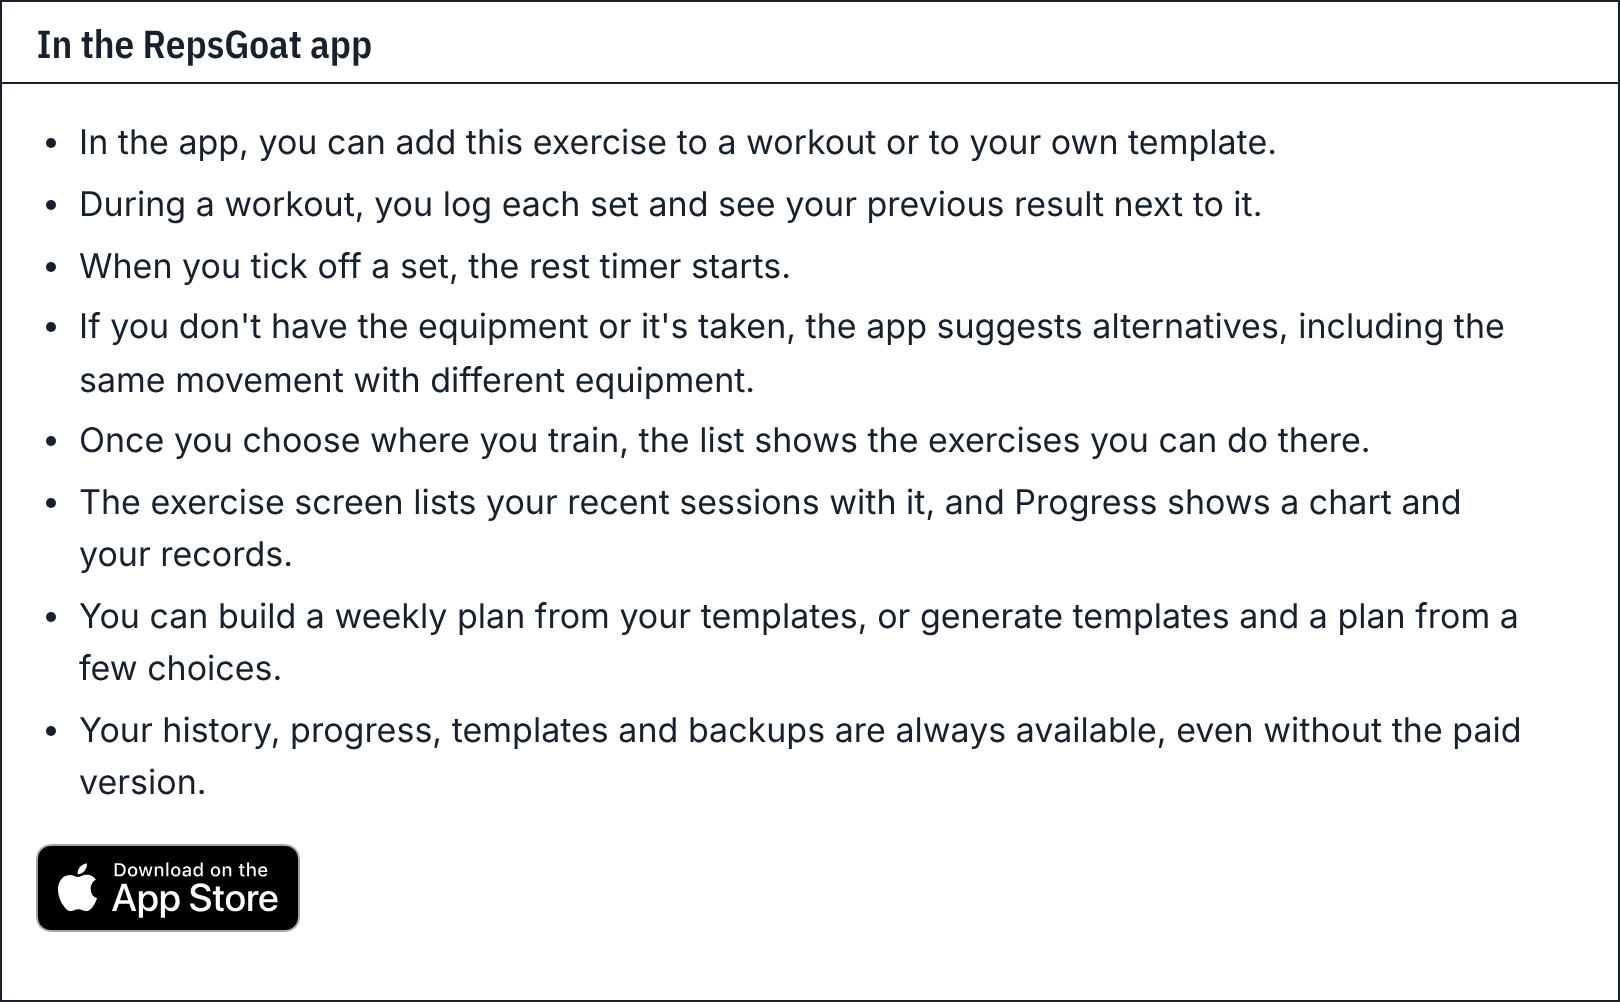 In the RepsGoat app
• In the app, you can add this exercise to a workout or to your own template.
• During a workout, you log each set and see your previous result next to it.
• When you tick off a set, the rest timer starts.
• If you don't have the equipment or it's taken, the app suggests alternatives, including the
same movement with different equipment.
• Once you choose where you train, the list shows the exercises you can do there.
• The exercise screen lists your recent sessions with it, and Progress shows a chart and
your records.
• You can build a weekly plan from your templates, or generate templates and a plan from a
few choices.
• Your history, progress, templates and backups are always available, even without the paid
version.
Download on the
App Store